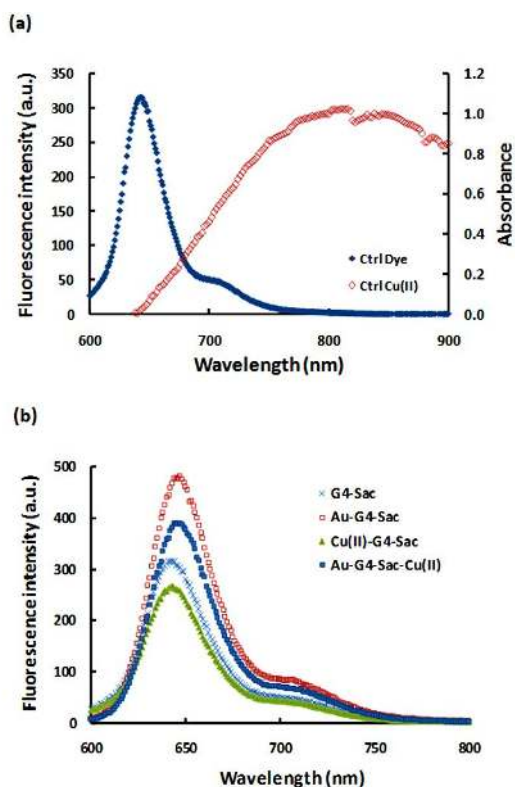 (a)
Fluorescence intensity (a.u.)
350
300
250
200
150
100
50
0
1.2
1.0
0.8
0.6
0.4
0.2
0.0
Absorbance
Ctrl Dye
Ctrl Cu(II)
600 700 800 900
Wavelength (nm)
(b)
Fluorescence intensity (a.u.)
500
400
300
200
100
0
G4-Sac
Au-G4-Sac
Cu(II)-G4-Sac
Au-G4-Sac-Cu(II)
600 650 700 750 800
Wavelength (nm)